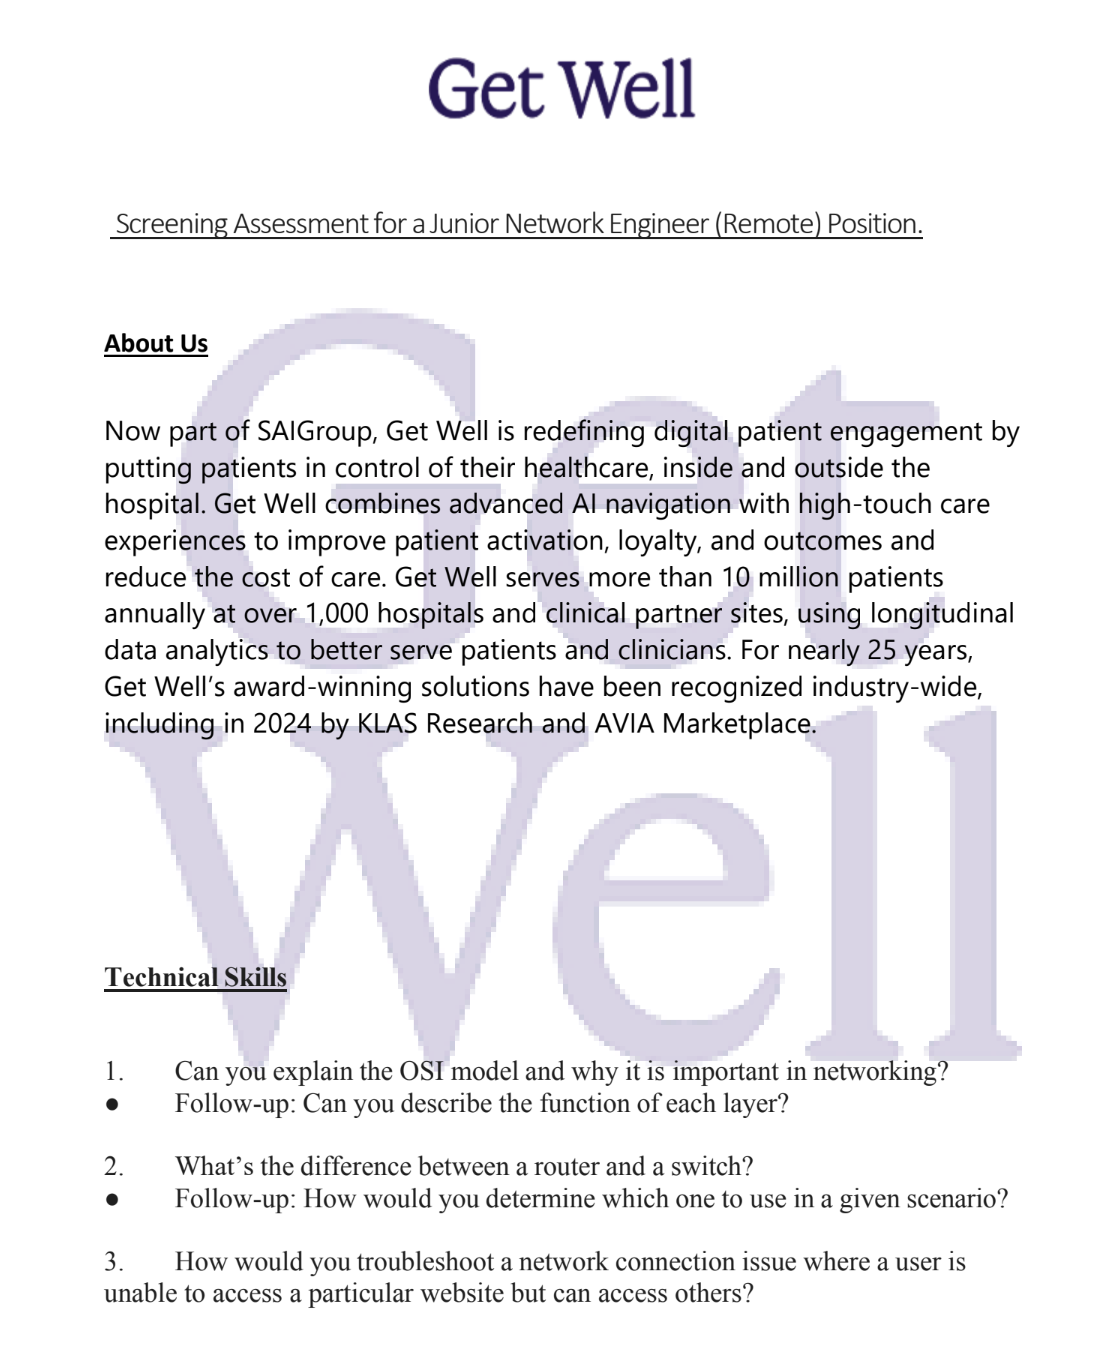 Get Well
Screening Assessment for a Junior Network Engineer (Remote) Position.
About Us
Now part of SAIGroup, Get Well is redefining digital patient engagement by
putting patients in control of their healthcare, inside and outside the
hospital. Get Well combines advanced AI navigation with high-touch care
experiences to improve patient activation, loyalty, and outcomes and
reduce the cost of care. Get Well serves more than 10 million patients
annually at over 1,000 hospitals and clinical partner sites, using longitudinal
data analytics to better serve patients and clinicians. For nearly 25 years,
Get Well’s award-winning solutions have been recognized industry-wide,
including in 2024 by KLAS Research and AVIA Marketplace.
Get
Well
Technical Skills
1. Can you explain the OSI model and why it is important in networking?
● Follow-up: Can you describe the function of each layer?
2. What’s the difference between a router and a switch?
● Follow-up: How would you determine which one to use in a given scenario?
3. How would you troubleshoot a network connection issue where a user is
unable to access a particular website but can access others?